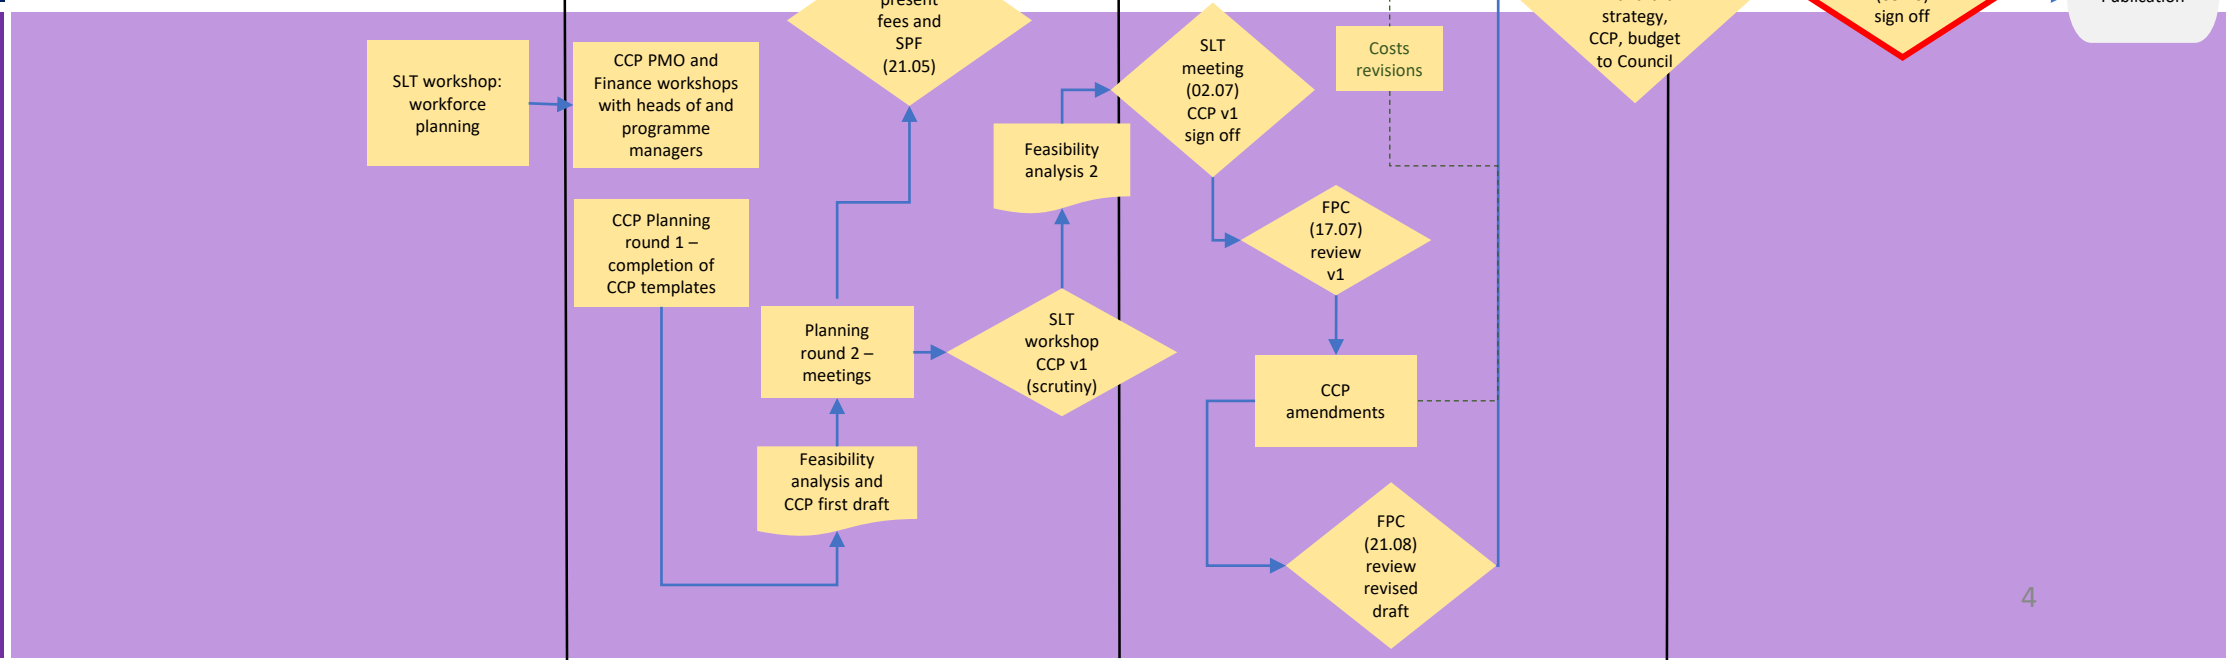 SLT workshop:
workforce
planning
CCP PMO and
Finance workshops
with heads of and
programme
managers
CCP Planning
round 1 –
completion of
CCP templates
present
fees and
SPF
(21.05)
Planning
round 2 –
meetings
Feasibility
analysis and
CCP first draft
Feasibility
analysis 2
SLT
workshop
CCP v1
(scrutiny)
SLT
meeting
(02.07)
CCP v1
sign off
Costs
revisions
FPC
(17.07)
review
v1
CCP
amendments
FPC
(21.08)
review
revised
draft
strategy,
CCP, budget
to Council
sign off
Publication
4